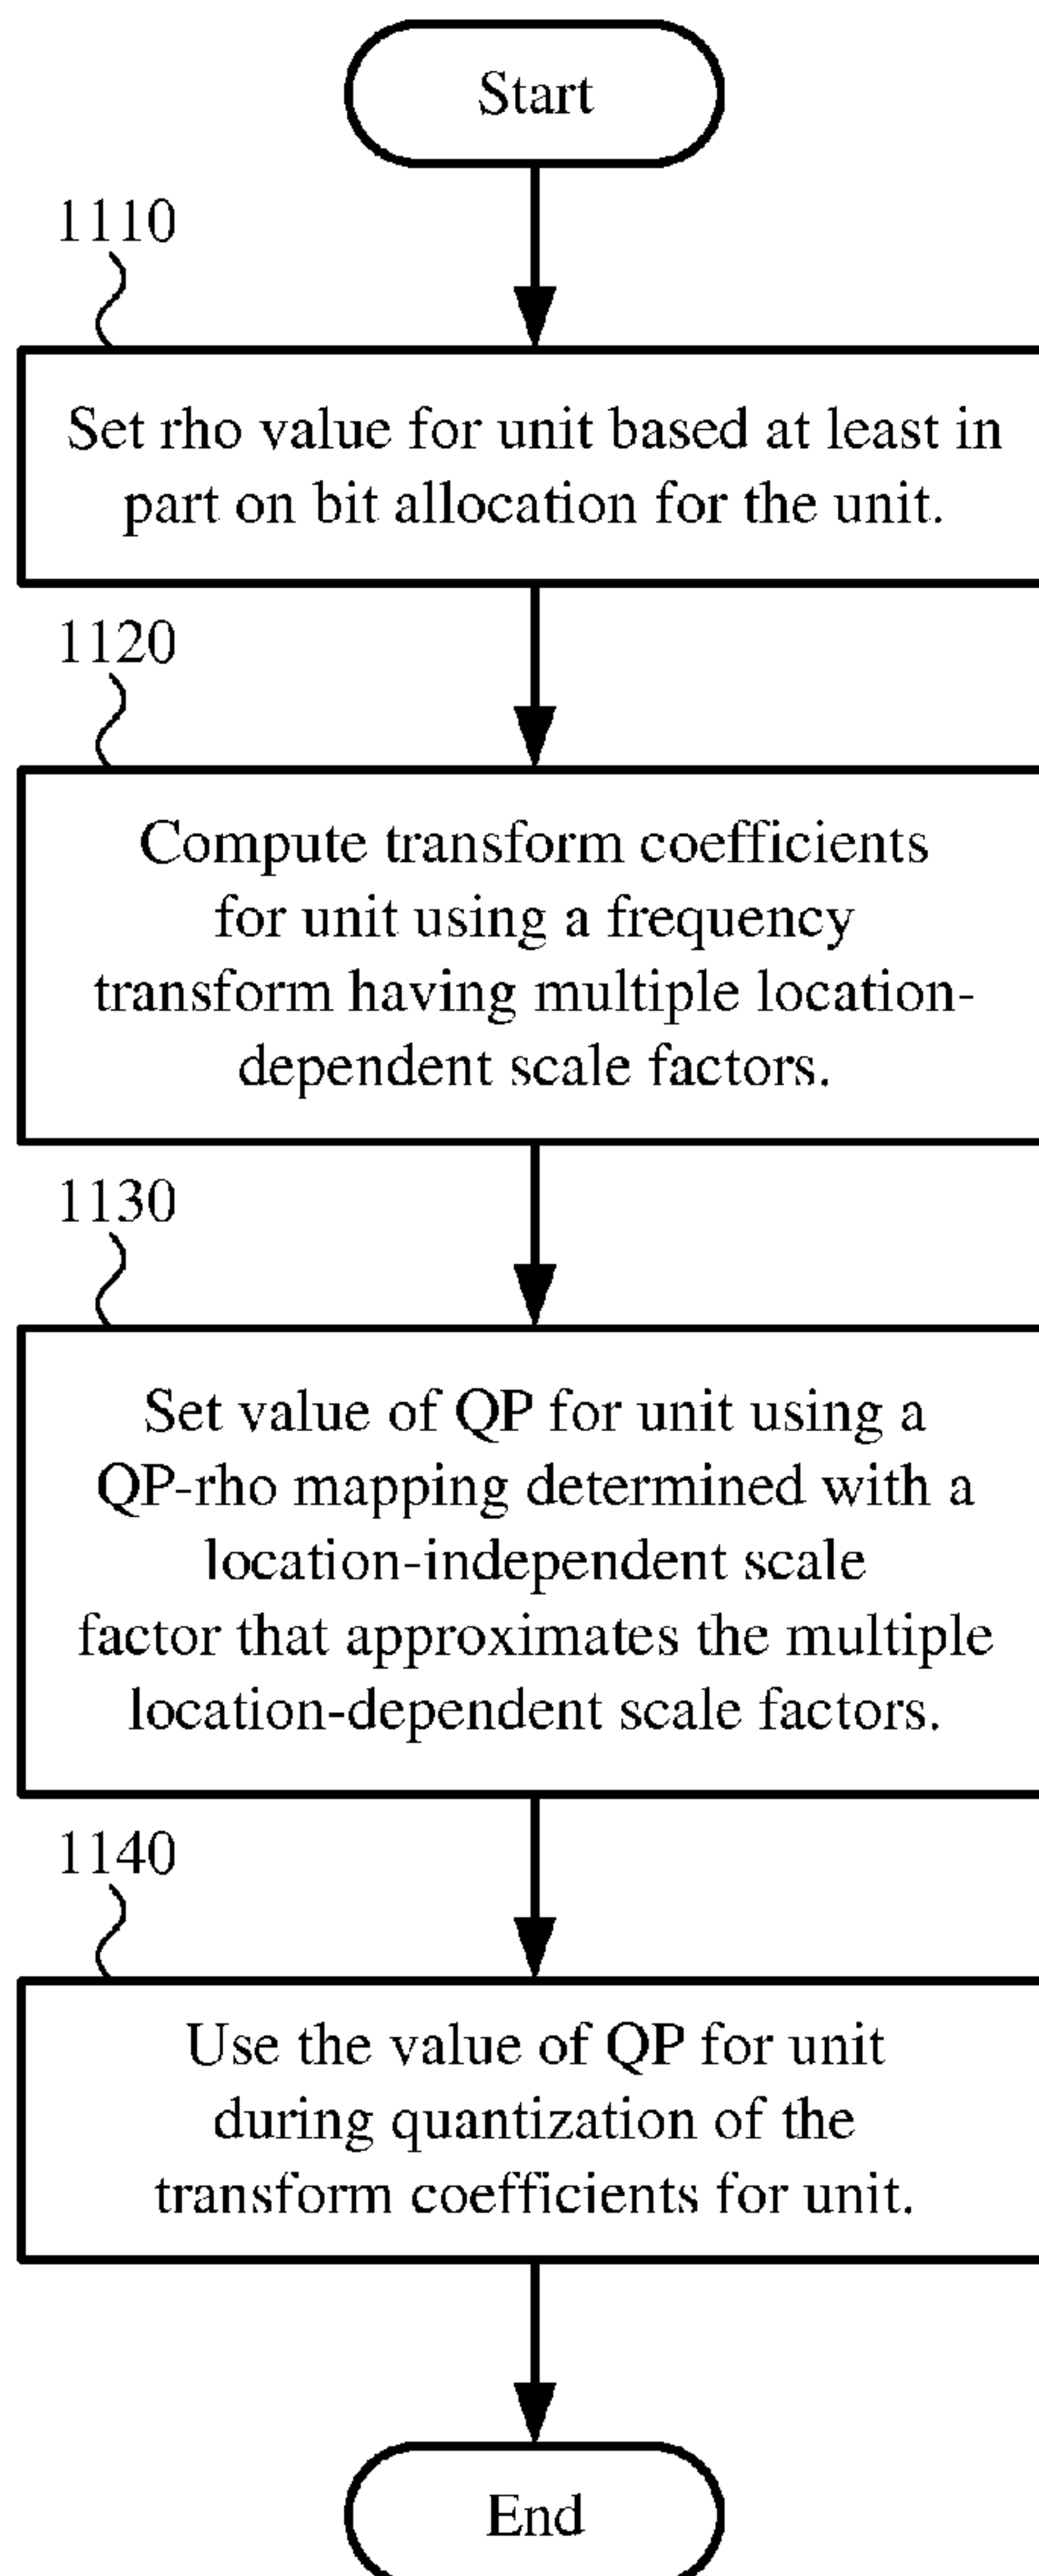 Start
1110
Set rho value for unit based at least in
part on bit allocation for the unit.
1120
Compute transform coefficients
for unit using a frequency
transform having multiple location-
dependent scale factors.
1130
Set value of QP for unit using a
QP-rho mapping determined with a
location-independent scale
factor that approximates the multiple
location-dependent scale factors.
1140
Use the value of QP for unit
during quantization of the
transform coefficients for unit.
End